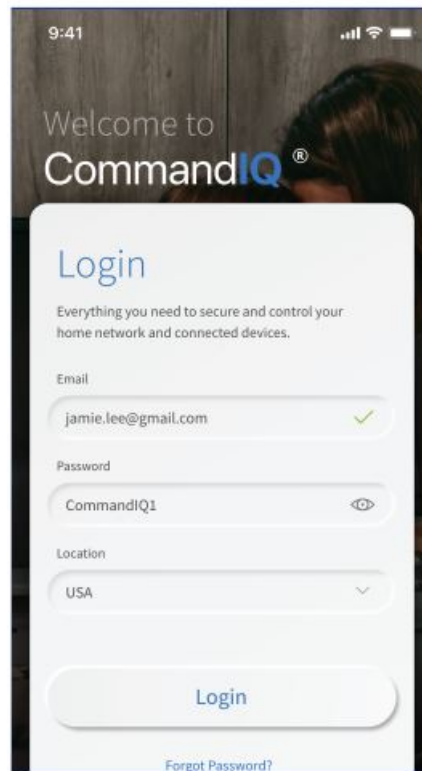 9:41
Welcome to
CommandIQ ®
Login
Everything you need to secure and control your
home network and connected devices.
Email
jamie.lee@gmail.com
Password
CommandIQ1
Location
USA
Login
Forgot Password?